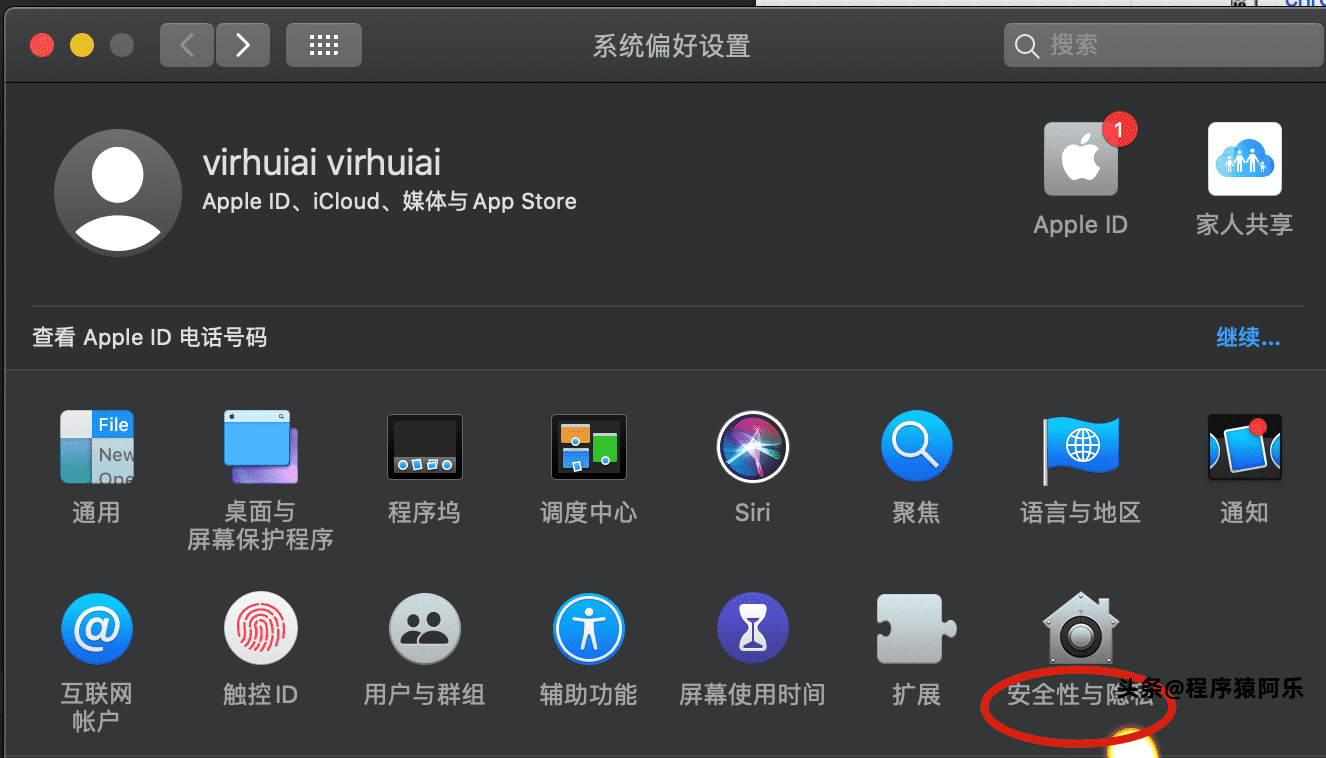 系统偏好设置
搜索
virhuiai virhuiai
Apple ID、iCloud、媒体与 App Store
1
Apple ID
家人共享
查看 Apple ID 电话号码
继续...
File
New
通用
桌面与
屏幕保护程序
程序坞
调度中心
Siri
聚焦
语言与地区
通知
@
互联网
帐户
触控 ID
用户与群组
辅助功能
屏幕使用时间
扩展
安全性与隐私
头条@程序猿阿乐